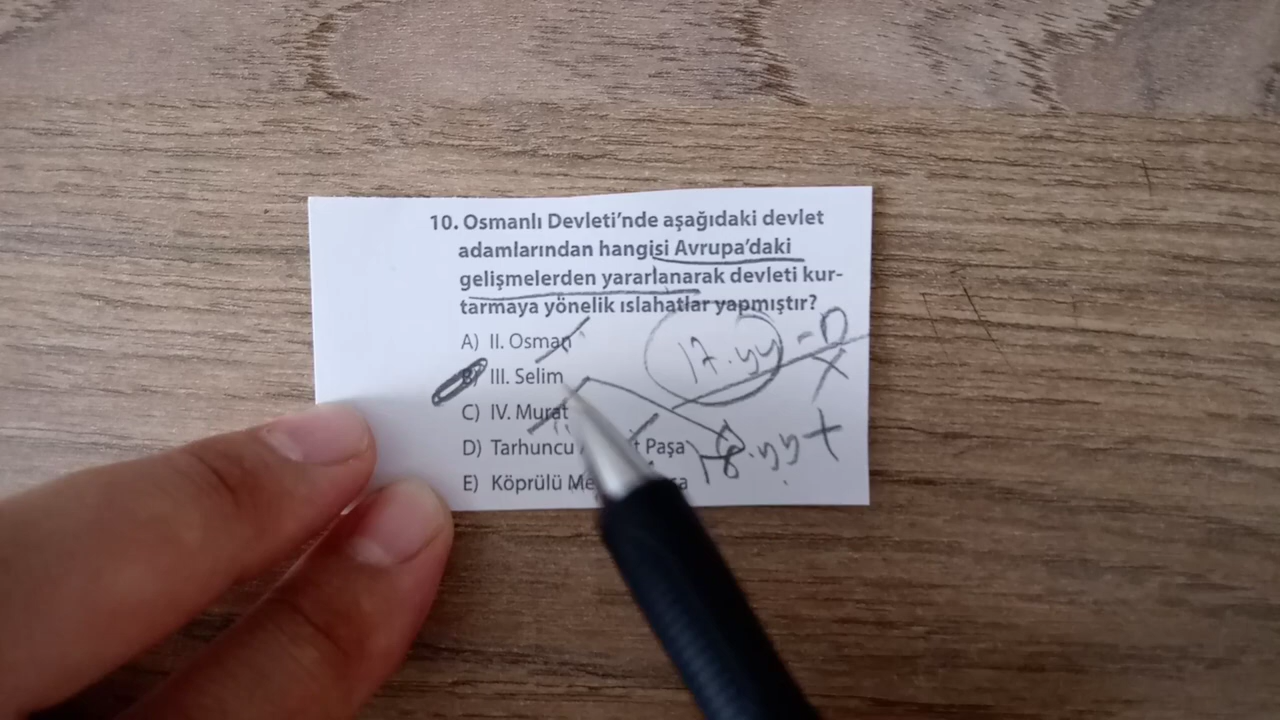 10. Osmanlı Devleti'nde aşağıdaki devlet
adamlarından hangisi Avrupa'daki
gelişmelerden yararlanarak devleti kur-
tarmaya yönelik ıslahatlar yapmıştır?
A) II. Osman
B) III. Selim
C) IV. Murat
D) Tarhuncu Paşa
E) Köprülü
17.yy
18.yy +